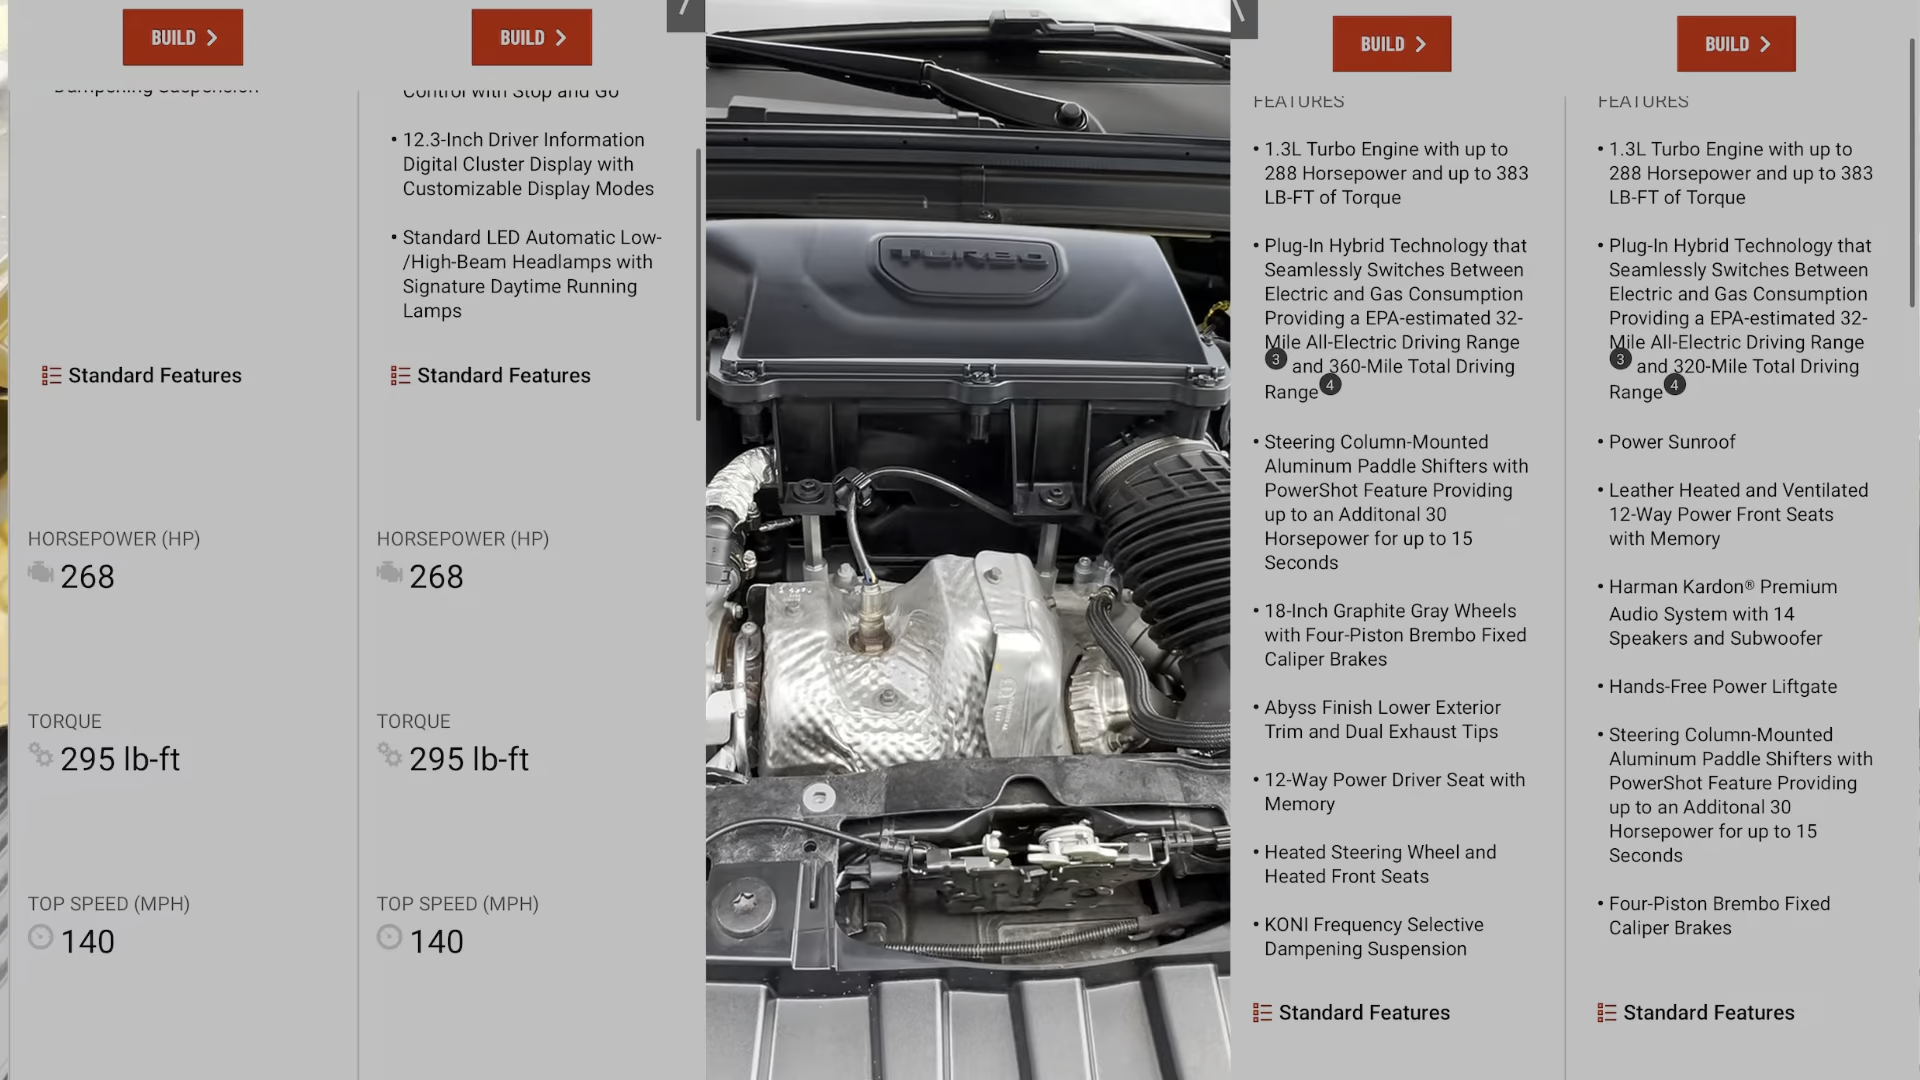 BUILD
Dampening Suspension
Standard Features
HORSEPOWER (HP)
268
TORQUE
295 lb-ft
TOP SPEED (MPH)
140
BUILD
Control with Stop and Go
• 12.3-Inch Driver Information
Digital Cluster Display with
Customizable Display Modes
• Standard LED Automatic Low-
/High-Beam Headlamps with
Signature Daytime Running
Lamps
Standard Features
HORSEPOWER (HP)
268
TORQUE
295 lb-ft
TOP SPEED (MPH)
140
TURBO
BUILD
FEATURES
• 1.3L Turbo Engine with up to
288 Horsepower and up to 383
LB-FT of Torque
• Plug-In Hybrid Technology that
Seamlessly Switches Between
Electric and Gas Consumption
Providing a EPA-estimated 32-
Mile All-Electric Driving Range
3 and 360-Mile Total Driving
Range 4
• Steering Column-Mounted
Aluminum Paddle Shifters with
PowerShot Feature Providing
up to an Additonal 30
Horsepower for up to 15
Seconds
• 18-Inch Graphite Gray Wheels
with Four-Piston Brembo Fixed
Caliper Brakes
• Abyss Finish Lower Exterior
Trim and Dual Exhaust Tips
• 12-Way Power Driver Seat with
Memory
• Heated Steering Wheel and
Heated Front Seats
• KONI Frequency Selective
Dampening Suspension
Standard Features
BUILD
FEATURES
• 1.3L Turbo Engine with up to
288 Horsepower and up to 383
LB-FT of Torque
• Plug-In Hybrid Technology that
Seamlessly Switches Between
Electric and Gas Consumption
Providing a EPA-estimated 32-
Mile All-Electric Driving Range
3 and 320-Mile Total Driving
Range 4
• Power Sunroof
• Leather Heated and Ventilated
12-Way Power Front Seats
with Memory
• Harman Kardon® Premium
Audio System with 14
Speakers and Subwoofer
• Hands-Free Power Liftgate
• Steering Column-Mounted
Aluminum Paddle Shifters with
PowerShot Feature Providing
up to an Additonal 30
Horsepower for up to 15
Seconds
• Four-Piston Brembo Fixed
Caliper Brakes
Standard Features